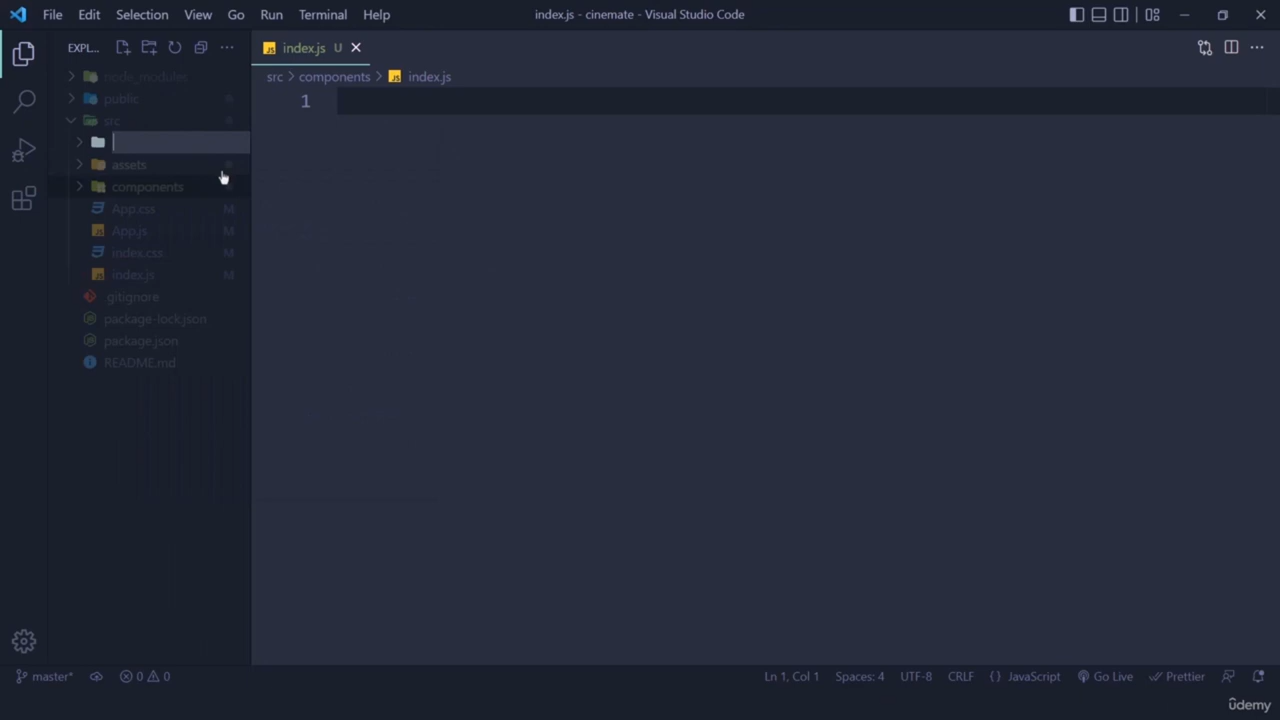 File Edit Selection View Go Run Terminal Help
index.js - cinemate - Visual Studio Code
EXPL...
index.js U
node_modules
public
src
src components index.js
1
assets
components
App.css M
App.js M
index.css M
index.js M
.gitignore
package-lock.json
package.json
README.md
master* 0 0 Ln 1, Col 1 Spaces: 4 UTF-8 CRLF {} JavaScript Go Live Prettier
udemy